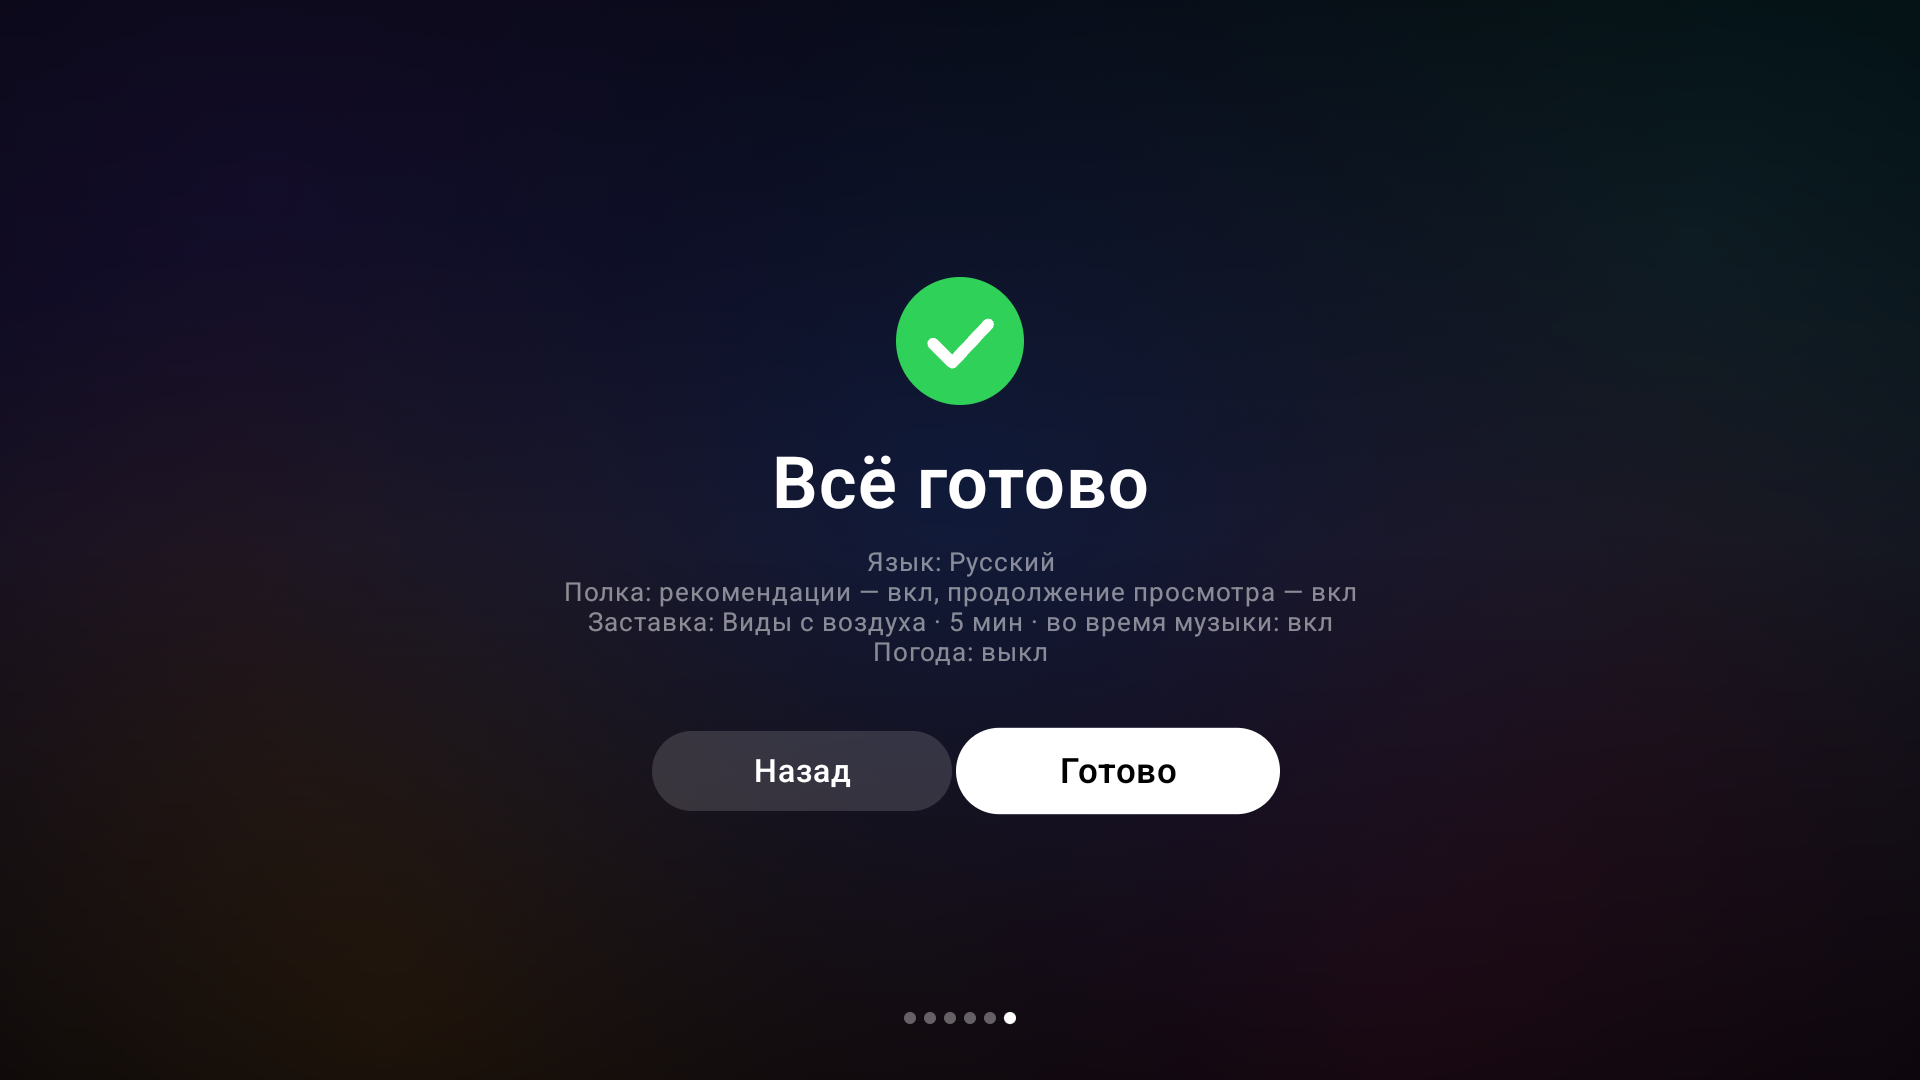 Всё готово
Язык: Русский
Полка: рекомендации — вкл, продолжение просмотра — вкл
Заставка: Виды с воздуха · 5 мин · во время музыки: вкл
Погода: выкл
Назад
Готово